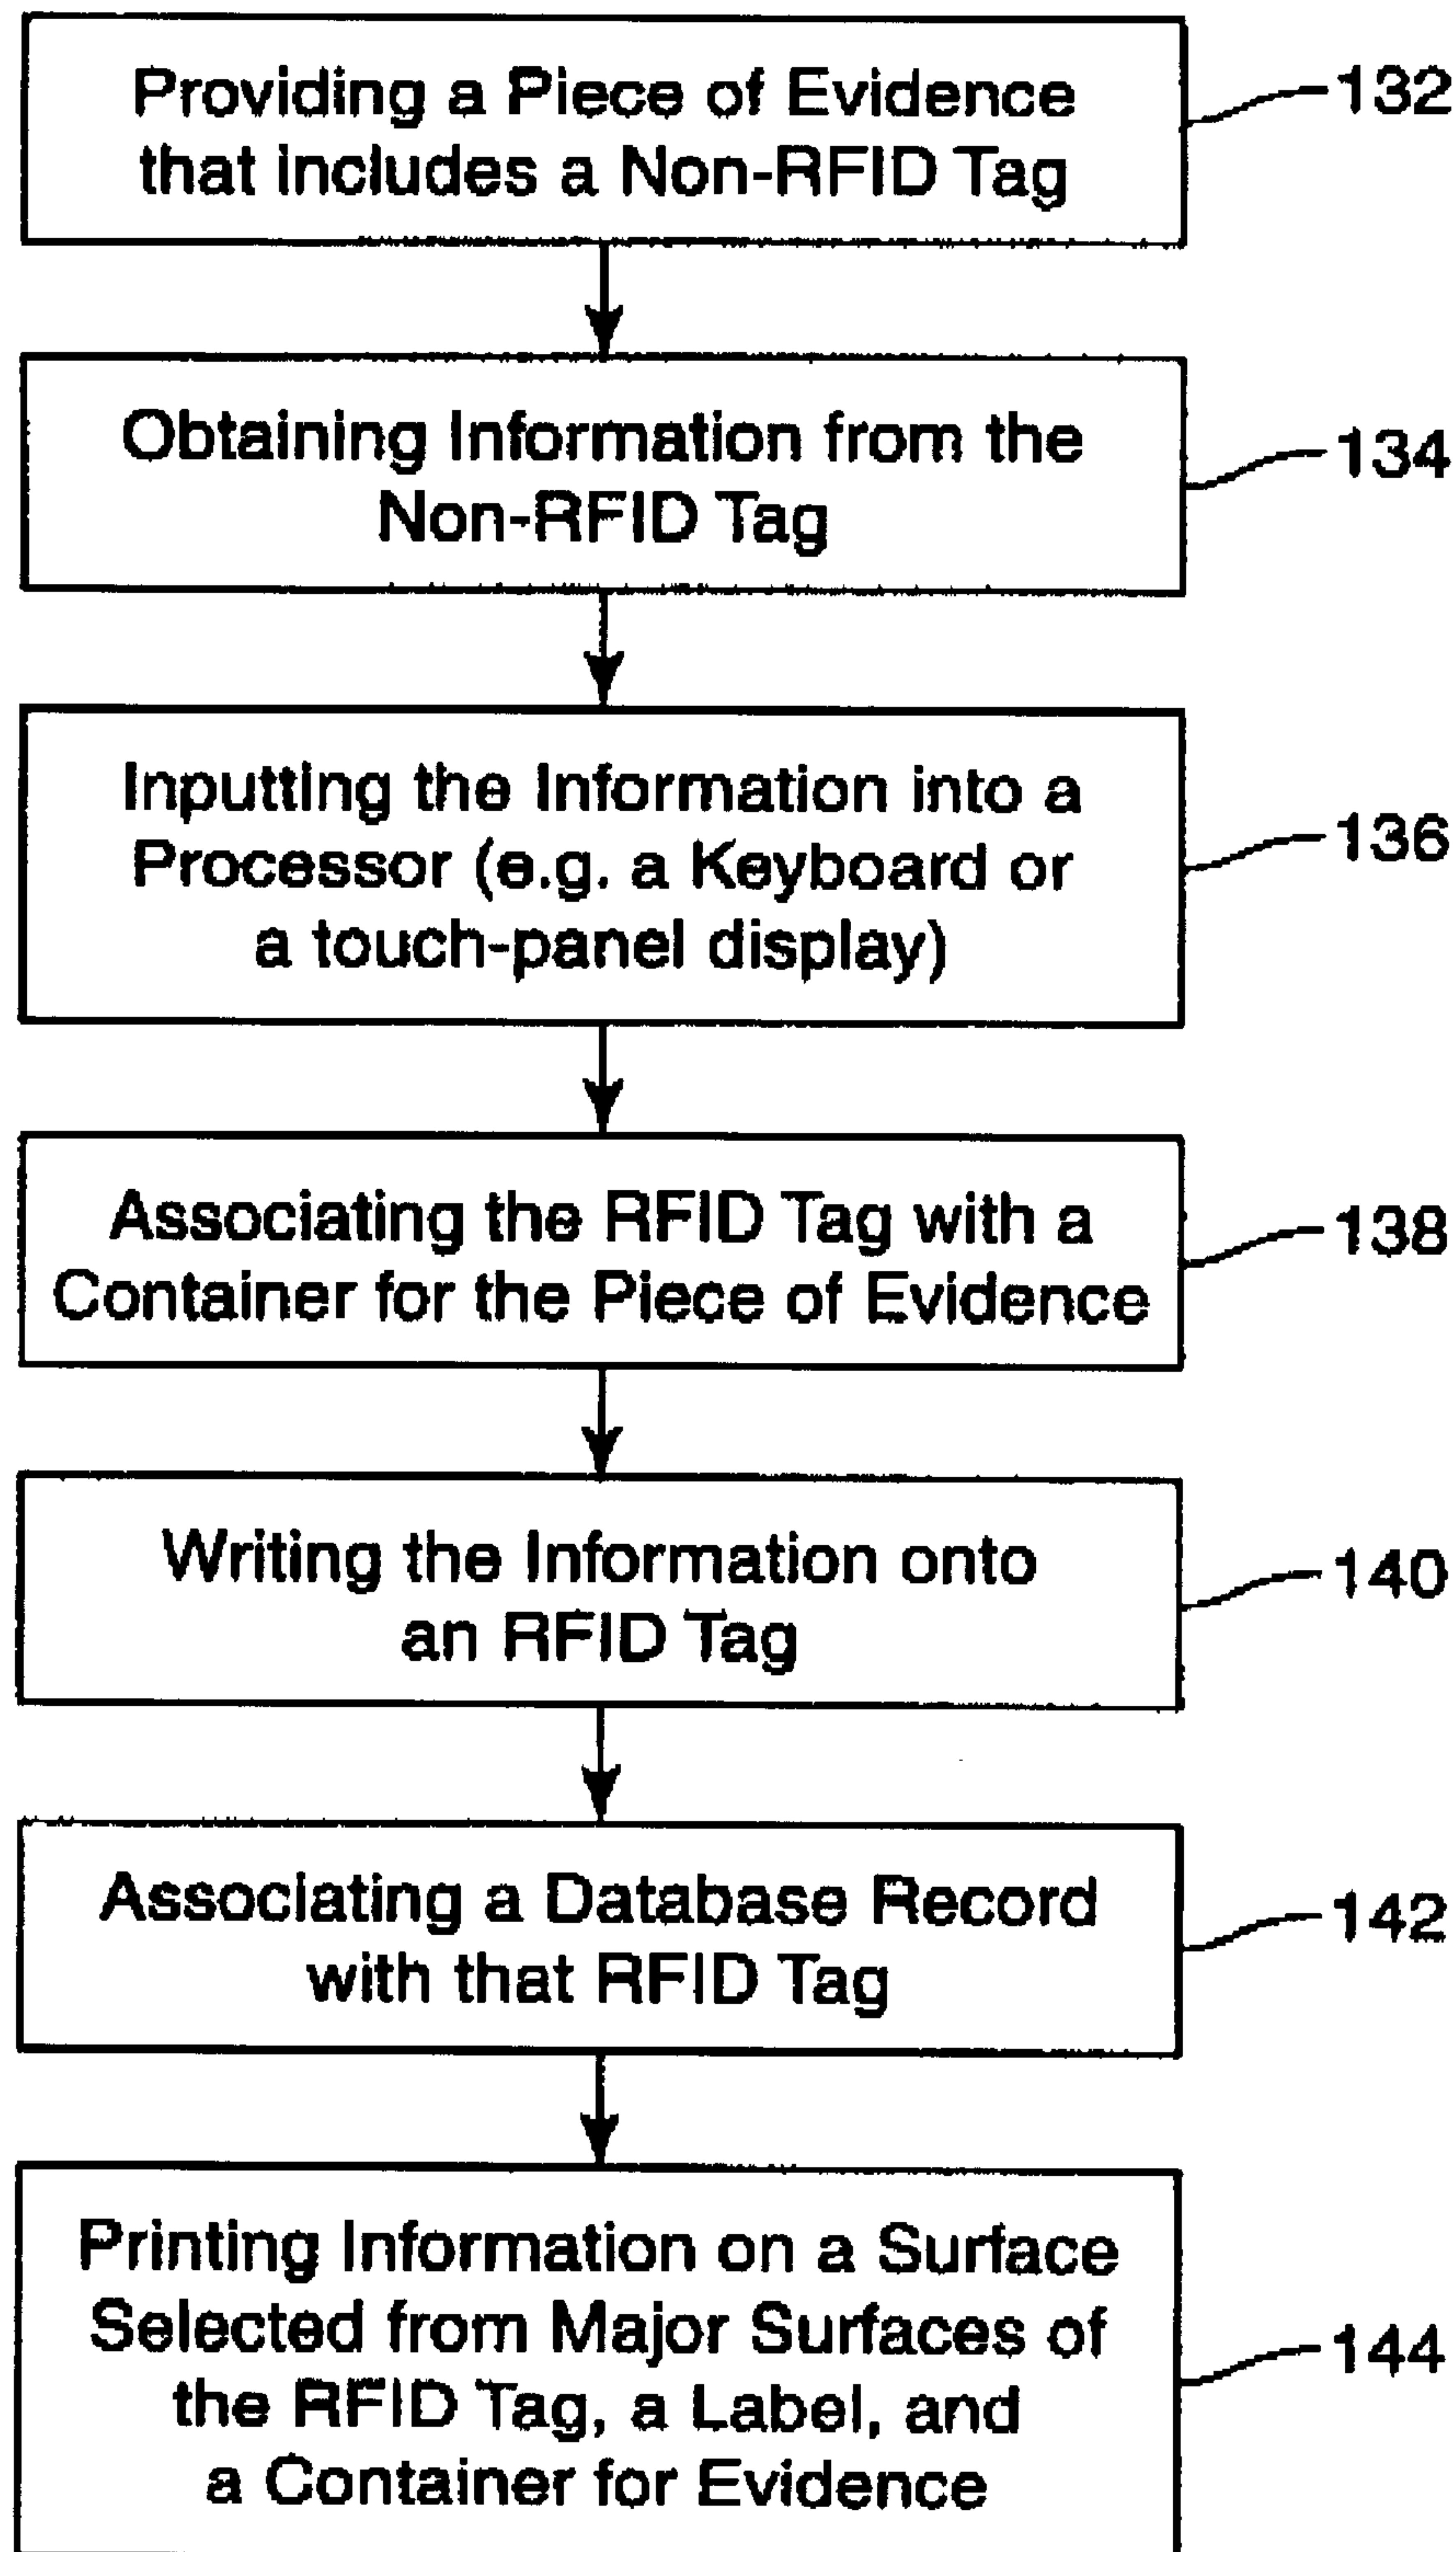 Providing a Piece of Evidence
that includes a Non-RFID Tag
132
Obtaining Information from the
Non-RFID Tag
134
Inputting the Information into a
Processor (e.g. a Keyboard or
a touch-panel display)
136
Associating the RFID Tag with a
Container for the Piece of Evidence
138
Writing the Information onto
an RFID Tag
140
Associating a Database Record
with that RFID Tag
142
Printing Information on a Surface
Selected from Major Surfaces of
the RFID Tag, a Label, and
a Container for Evidence
144